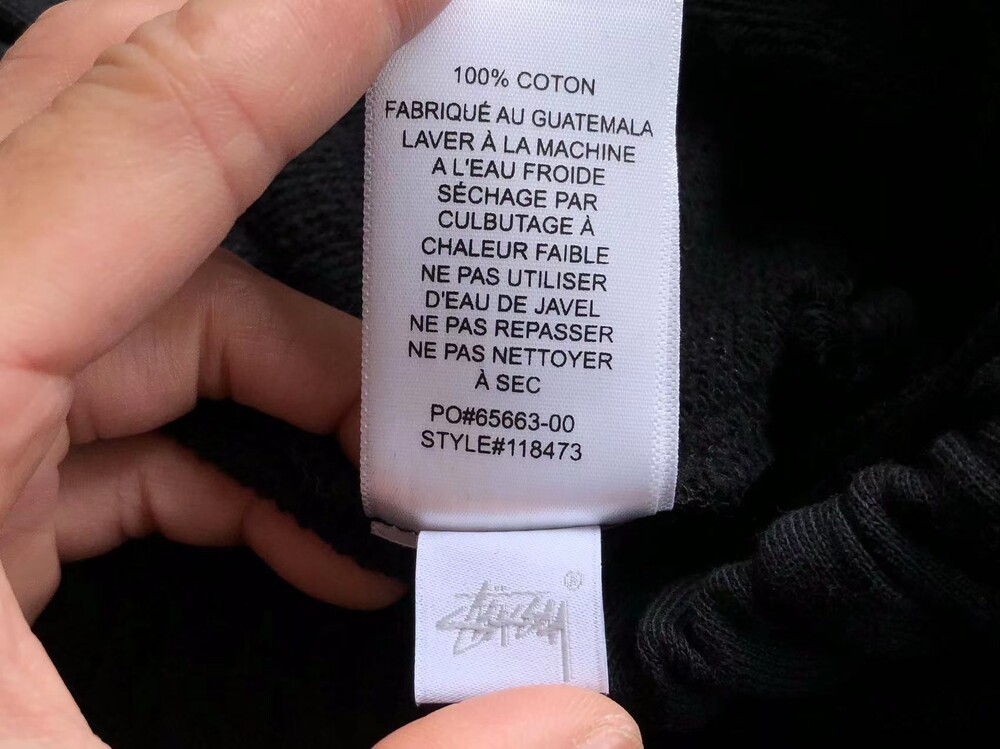 100% COTON
FABRIQUÉ AU GUATEMALA
LAVER À LA MACHINE
A L'EAU FROIDE
SÉCHAGE PAR
CULBUTAGE À
CHALEUR FAIBLE
NE PAS UTILISER
D'EAU DE JAVEL
NE PAS REPASSER
NE PAS NETTOYER
À SEC
PO#65663-00
STYLE#118473
Stüssy ®